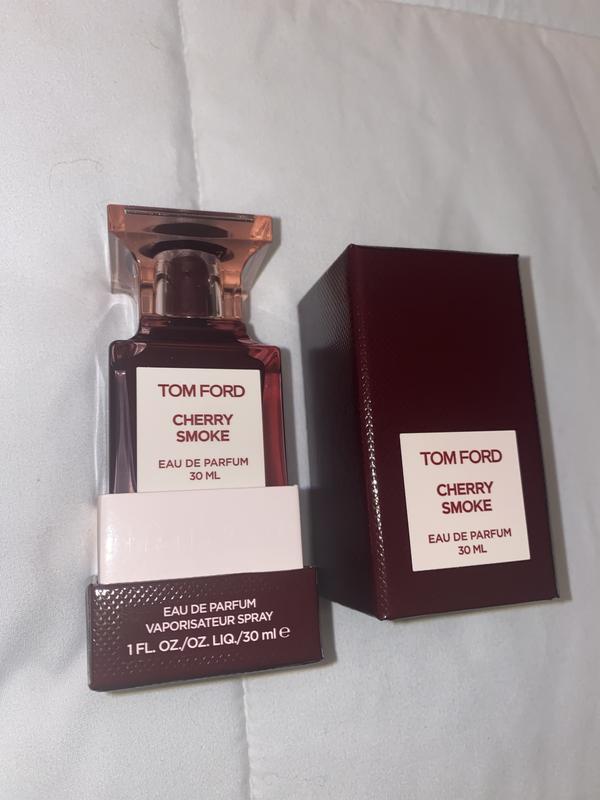 TOM FORD
CHERRY
SMOKE
EAU DE PARFUM
30 ML
EAU DE PARFUM
VAPORISATEUR SPRAY
1 FL. OZ./OZ. LIQ./30 ml ℮
TOM FORD
CHERRY
SMOKE
EAU DE PARFUM
30 ML